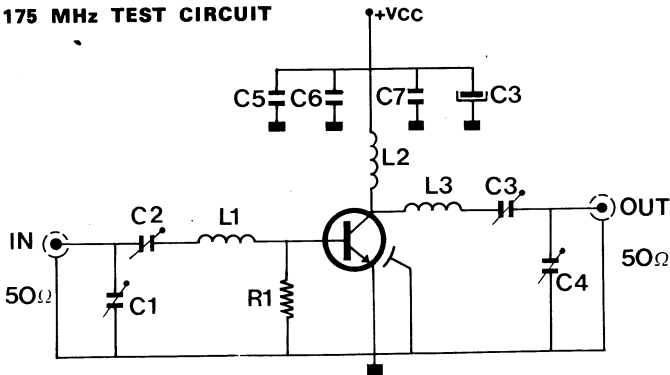 175 MHz TEST CIRCUIT
+VCC
C5 C6 C7 C3
L2
L3 C3
C2 L1
IN OUT
50Ω 50Ω
C1 R1 C4